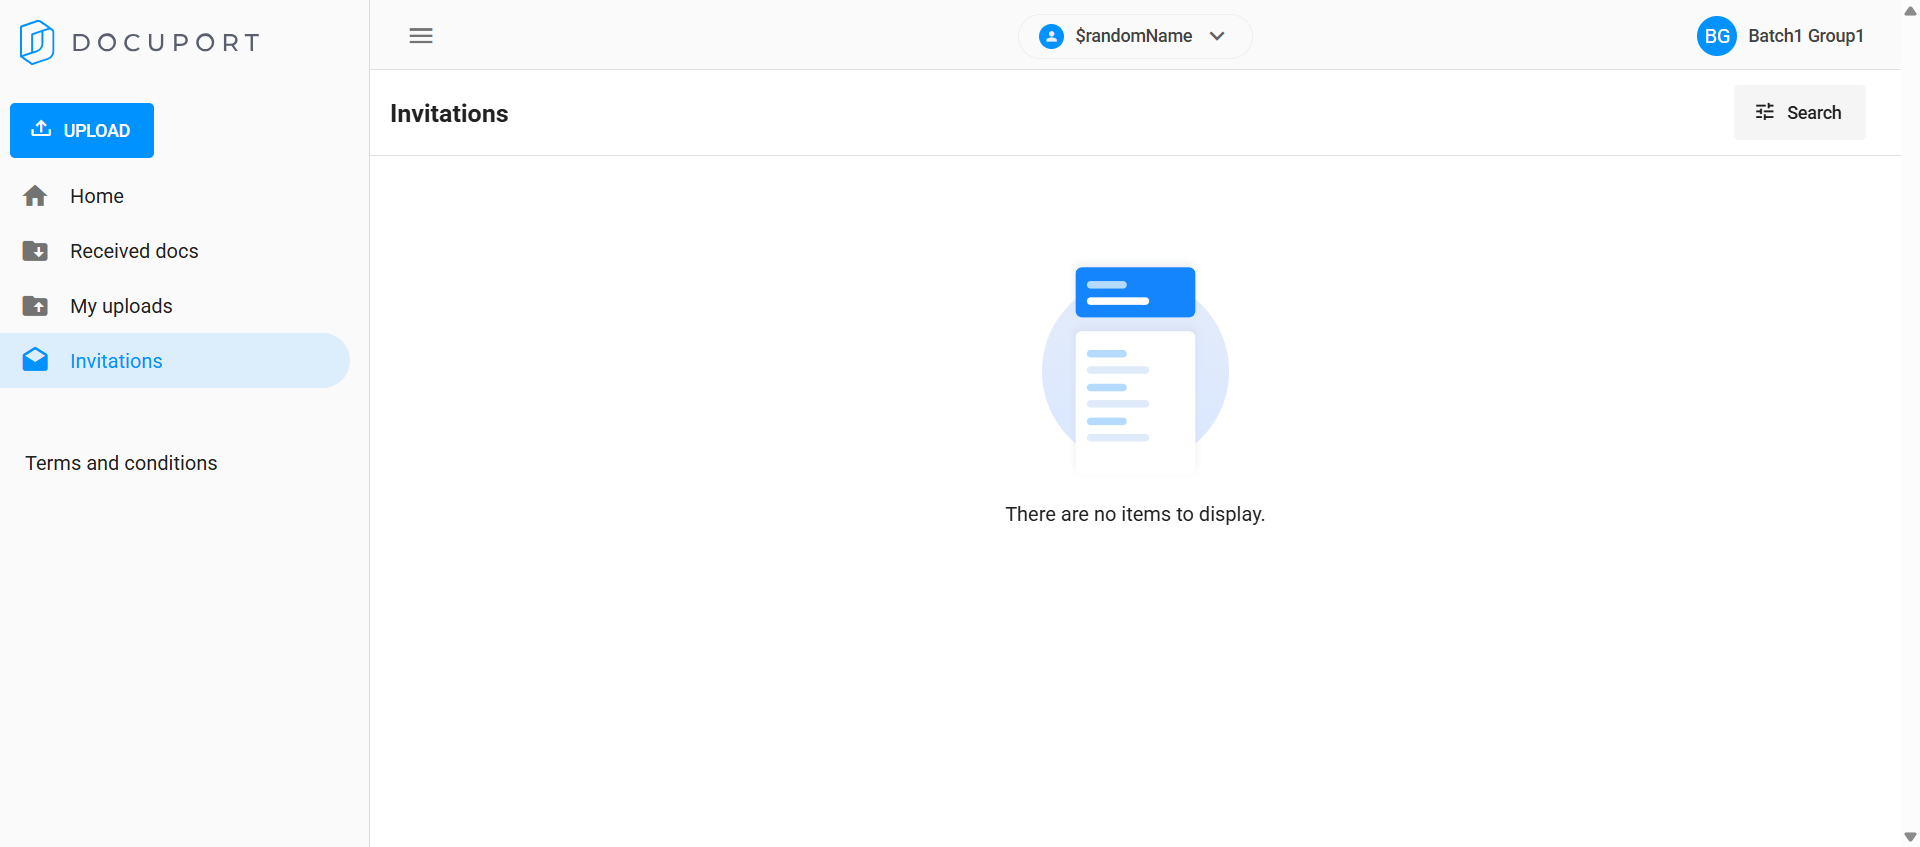 DOCUPORT
UPLOAD
Home
Received docs
My uploads
Invitations
Terms and conditions
$randomName
BG Batch1 Group1
Invitations
Search
There are no items to display.